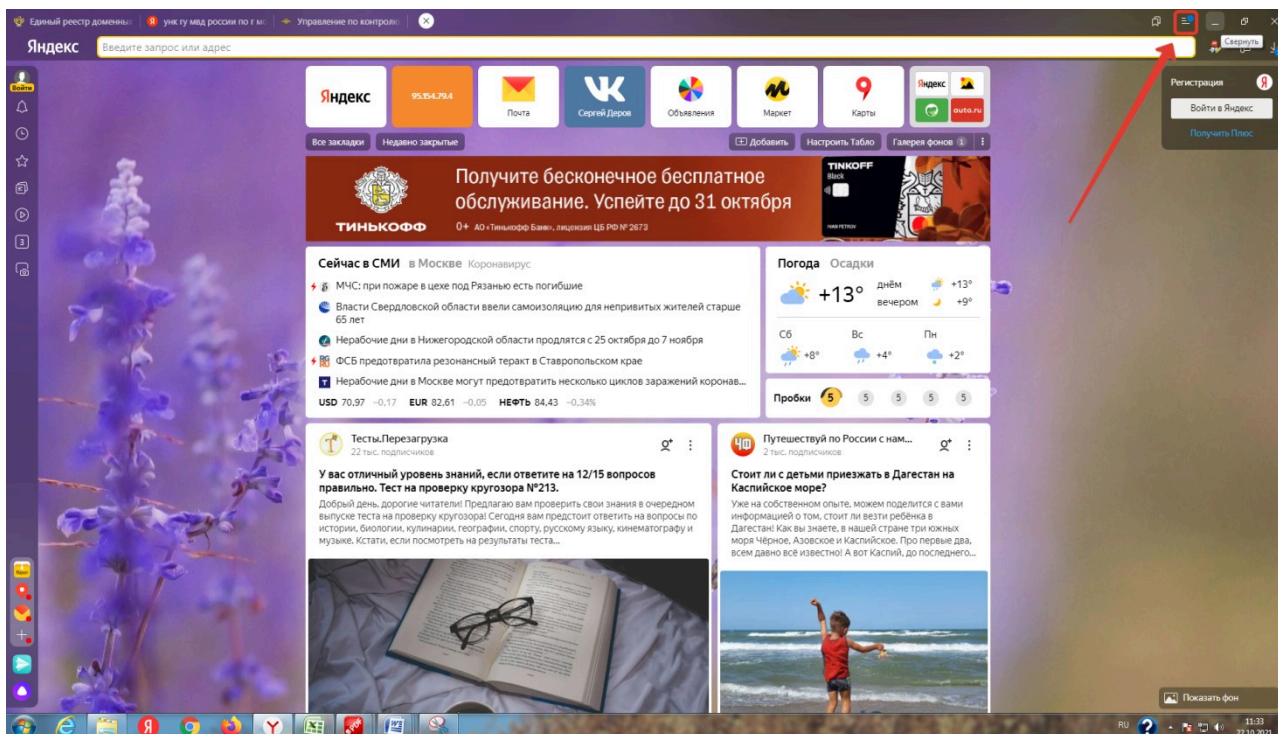 Единый реестр доменных
унк гу мвд россии по г мо
Управление по контролю
Свернуть
Яндекс
Введите запрос или адрес
Войти
Регистрация
Я
Войти в Яндекс
Получить Плюс
Яндекс
95.154.79.4
Почта
Сергей Деров
Объявления
Маркет
Карты
Яндекс
auto.ru
Все закладки
Недавно закрытые
Добавить
Настроить Табло
Галерея фонов 1
ТИНЬКОФФ
Получите бесконечное бесплатное
обслуживание. Успейте до 31 октября
0+ АО «Тинькофф Банк», лицензия ЦБ РФ № 2673
TINKOFF
Black
IVAN PETROV
Сейчас в СМИ в Москве Коронавирус
МЧС: при пожаре в цехе под Рязанью есть погибшие
Власти Свердловской области ввели самоизоляцию для непривитых жителей старше
65 лет
Нерабочие дни в Нижегородской области продлятся с 25 октября до 7 ноября
ФСБ предотвратила резонансный теракт в Ставропольском крае
Нерабочие дни в Москве могут предотвратить несколько циклов заражений коронав...
USD 70,97 −0,17 EUR 82,61 −0,05 НЕФТЬ 84,43 −0,34%
Погода Осадки
+13°
днём +13°
вечером +9°
Сб Вс Пн
+8° +4° +2°
Пробки 5 5 5 5 5
3
Тесты.Перезагрузка
22 тыс. подписчиков
У вас отличный уровень знаний, если ответите на 12/15 вопросов
правильно. Тест на проверку кругозора №213.
Добрый день, дорогие читатели! Предлагаю вам проверить свои знания в очередном
выпуске теста на проверку кругозора! Сегодня вам предстоит ответить на вопросы по
истории, биологии, кулинарии, географии, спорту, русскому языку, кинематографу и
музыке. Кстати, если посмотреть на результаты теста...
ЧФ
Путешествуй по России с нам...
2 тыс. подписчиков
Стоит ли с детьми приезжать в Дагестан на
Каспийское море?
Уже на собственном опыте, можем поделится с вами
информацией о том, стоит ли везти ребёнка в
Дагестан! Как вы знаете, в нашей стране три южных
моря Чёрное, Азовское и Каспийское. Про первые два,
всем давно всё известно! А вот Каспий, до последнего...
Показать фон
RU
11:33
22.10.2021